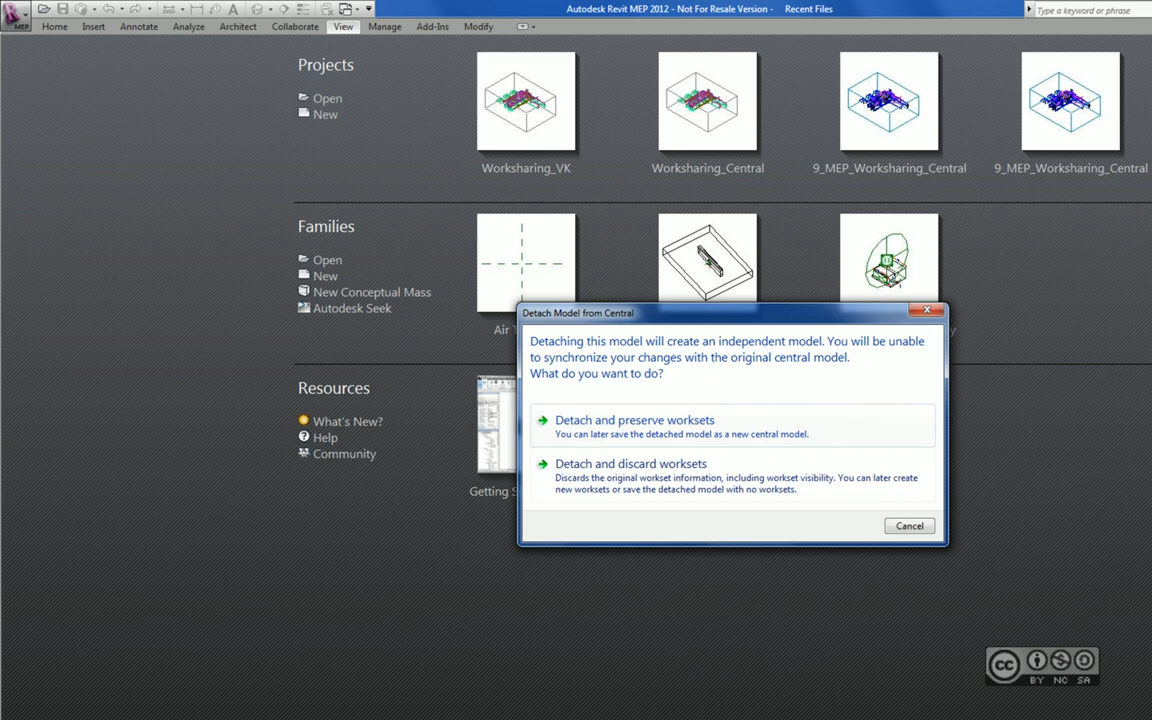 Autodesk Revit MEP 2012 - Not For Resale Version - Recent Files
Type a keyword or phrase
MEP
Home Insert Annotate Analyze Architect Collaborate View Manage Add-Ins Modify
Projects
Open
New
Worksharing_VK
Worksharing_Central
9_MEP_Worksharing_Central
9_MEP_Worksharing_Central
Families
Open
New
New Conceptual Mass
Autodesk Seek
Air
Resources
What's New?
Help
Community
Getting
Detach Model from Central
Detaching this model will create an independent model. You will be unable
to synchronize your changes with the original central model.
What do you want to do?
Detach and preserve worksets
You can later save the detached model as a new central model.
Detach and discard worksets
Discards the original workset information, including workset visibility. You can later create
new worksets or save the detached model with no worksets.
Cancel
cc
BY NC SA